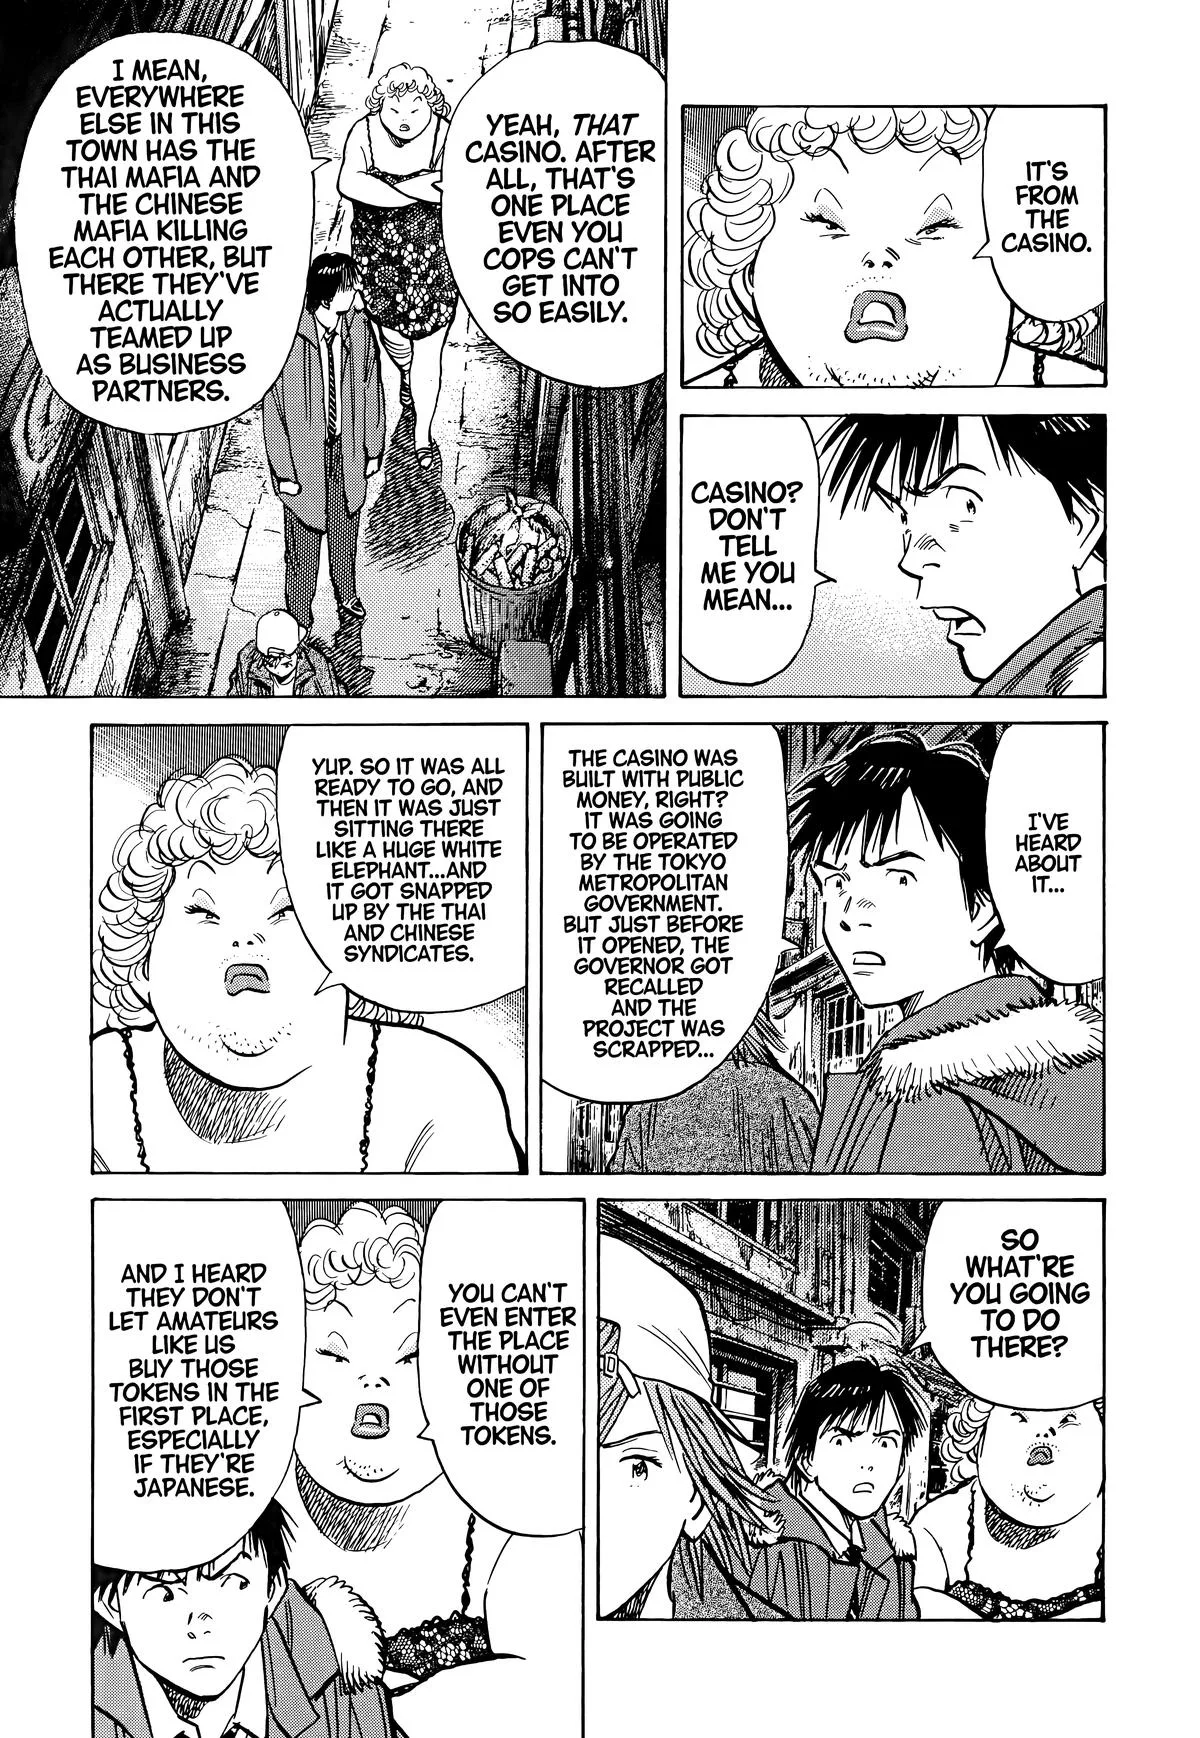 IT'S
FROM
THE
CASINO.
CASINO?
DON'T
TELL
ME YOU
MEAN...
YEAH, THAT
CASINO. AFTER
ALL, THAT'S
ONE PLACE
EVEN YOU
COPS CAN'T
GET INTO
SO EASILY.
I MEAN,
EVERYWHERE
ELSE IN THIS
TOWN HAS THE
THAI MAFIA AND
THE CHINESE
MAFIA KILLING
EACH OTHER, BUT
THERE THEY'VE
ACTUALLY
TEAMED UP
AS BUSINESS
PARTNERS.
I'VE
HEARD
ABOUT
IT...
THE CASINO WAS
BUILT WITH PUBLIC
MONEY, RIGHT?
IT WAS GOING
TO BE OPERATED
BY THE TOKYO
METROPOLITAN
GOVERNMENT.
BUT JUST BEFORE
IT OPENED, THE
GOVERNOR GOT
RECALLED
AND THE
PROJECT WAS
SCRAPPED...
YUP. SO IT WAS ALL
READY TO GO, AND
THEN IT WAS JUST
SITTING THERE
LIKE A HUGE WHITE
ELEPHANT...AND
IT GOT SNAPPED
UP BY THE THAI
AND CHINESE
SYNDICATES.
SO
WHAT'RE
YOU GOING
TO DO
THERE?
YOU CAN'T
EVEN ENTER
THE PLACE
WITHOUT
ONE OF
THOSE
TOKENS.
AND I HEARD
THEY DON'T
LET AMATEURS
LIKE US
BUY THOSE
TOKENS IN THE
FIRST PLACE,
ESPECIALLY
IF THEY'RE
JAPANESE.